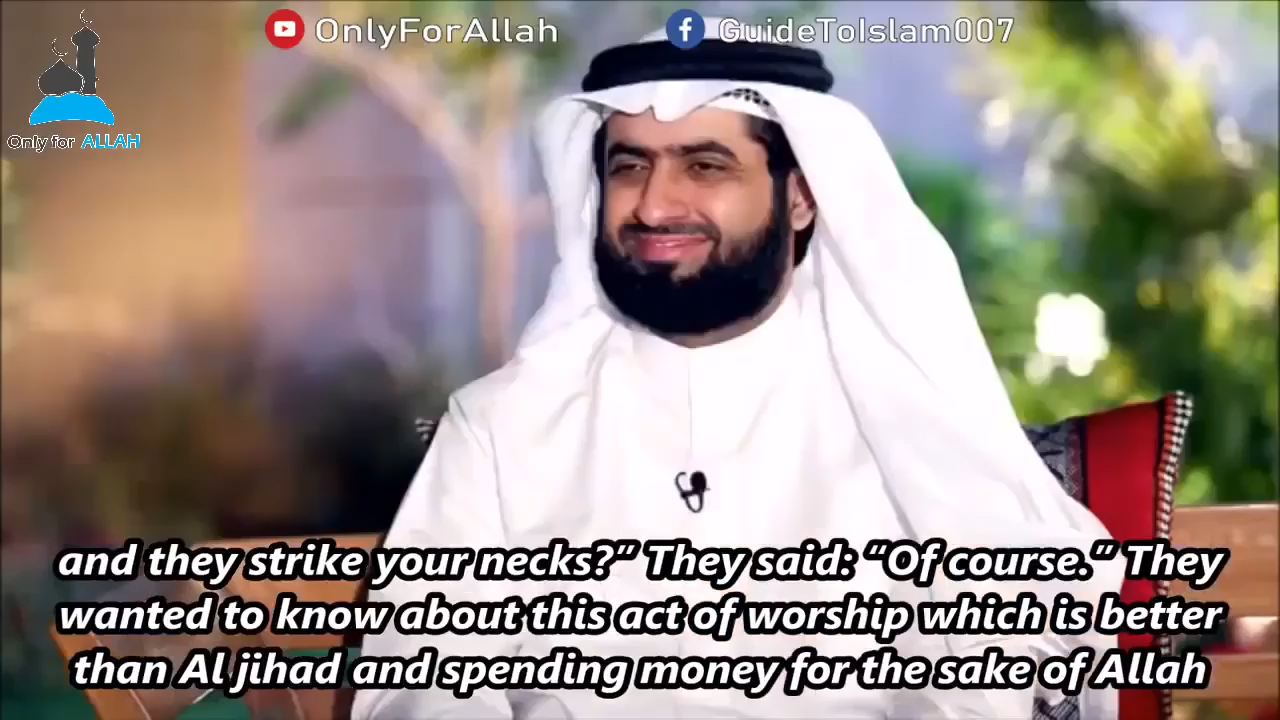 OnlyForAllah
GuideToIslam007
Only for ALLAH
and they strike your necks?” They said: “Of course.” They
wanted to know about this act of worship which is better
than Al jihad and spending money for the sake of Allah